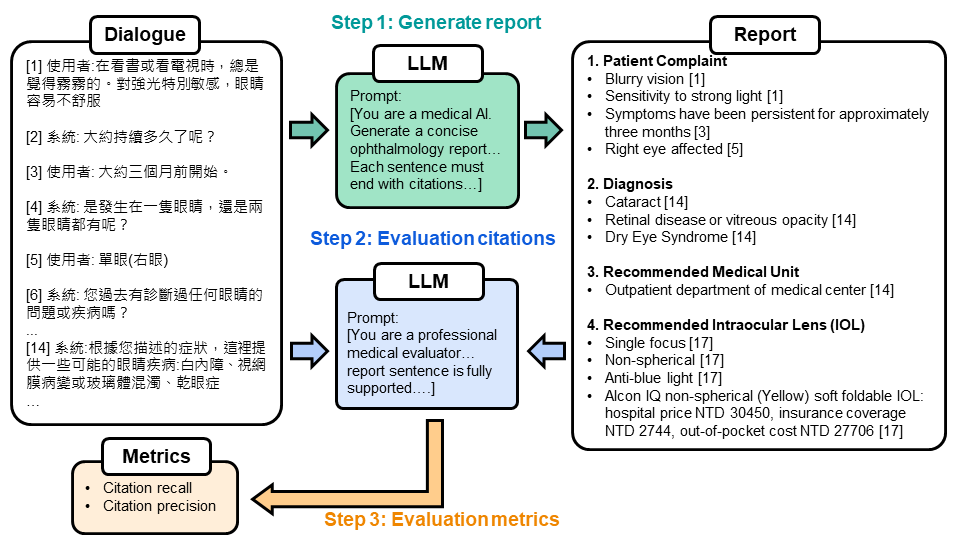 Step 1: Generate report
Dialogue
[1] 使用者:在看書或看電視時，總是
覺得霧霧的。對強光特別敏感，眼睛
容易不舒服
[2] 系統: 大約持續多久了呢？
[3] 使用者: 大約三個月前開始。
[4] 系統: 是發生在一隻眼睛，還是兩
隻眼睛都有呢？
[5] 使用者: 單眼(右眼)
[6] 系統: 您過去有診斷過任何眼睛的
問題或疾病嗎？
...
[14] 系統:根據您描述的症狀，這裡提
供一些可能的眼睛疾病:白內障、視網
膜病變或玻璃體混濁、乾眼症
...
LLM
Prompt:
[You are a medical AI.
Generate a concise
ophthalmology report…
Each sentence must
end with citations…]
Step 2: Evaluation citations
LLM
Prompt:
[You are a professional
medical evaluator…
report sentence is fully
supported….]
Report
1. Patient Complaint
• Blurry vision [1]
• Sensitivity to strong light [1]
• Symptoms have been persistent for approximately
three months [3]
• Right eye affected [5]
2. Diagnosis
• Cataract [14]
• Retinal disease or vitreous opacity [14]
• Dry Eye Syndrome [14]
3. Recommended Medical Unit
• Outpatient department of medical center [14]
4. Recommended Intraocular Lens (IOL)
• Single focus [17]
• Non-spherical [17]
• Anti-blue light [17]
• Alcon IQ non-spherical (Yellow) soft foldable IOL:
hospital price NTD 30450, insurance coverage
NTD 2744, out-of-pocket cost NTD 27706 [17]
Metrics
• Citation recall
• Citation precision
Step 3: Evaluation metrics